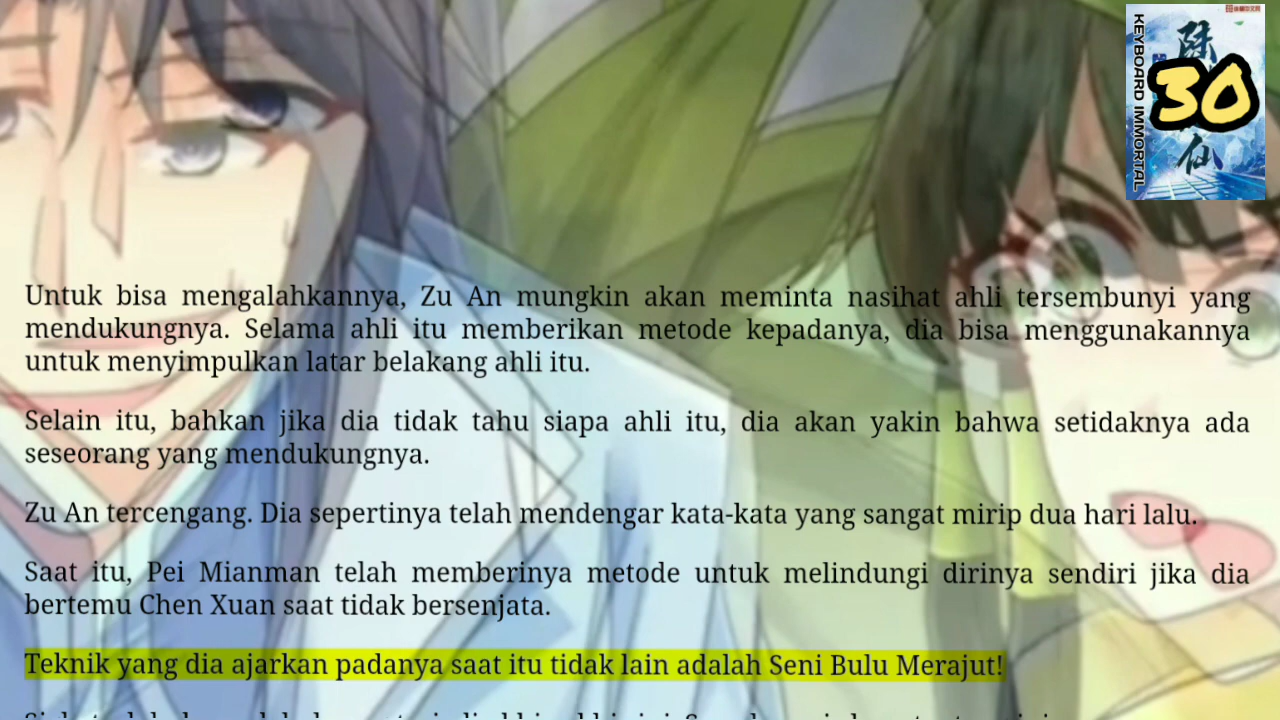 KEYBOARD IMMORTAL
30
仙
Untuk bisa mengalahkannya, Zu An mungkin akan meminta nasihat ahli tersembunyi yang
mendukungnya. Selama ahli itu memberikan metode kepadanya, dia bisa menggunakannya
untuk menyimpulkan latar belakang ahli itu.
Selain itu, bahkan jika dia tidak tahu siapa ahli itu, dia akan yakin bahwa setidaknya ada
seseorang yang mendukungnya.
Zu An tercengang. Dia sepertinya telah mendengar kata-kata yang sangat mirip dua hari lalu.
Saat itu, Pei Mianman telah memberinya metode untuk melindungi dirinya sendiri jika dia
bertemu Chen Xuan saat tidak bersenjata.
Teknik yang dia ajarkan padanya saat itu tidak lain adalah Seni Bulu Merajut!